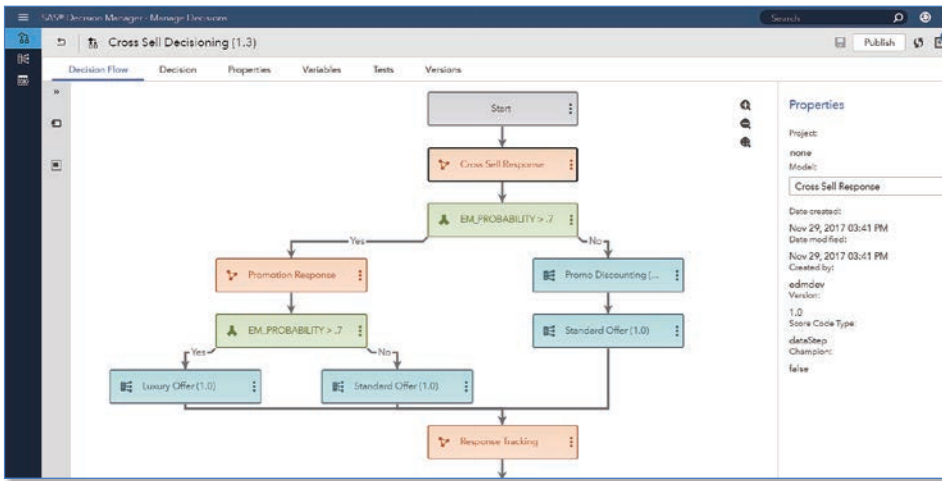 SAS® Decision Manager - Manage Decisions
Search
Cross Sell Decisioning (1.3)
Publish
Decision Flow
Decision
Properties
Variables
Tests
Versions
Start
Cross Sell Response
EM_PROBABILITY > .7
Yes
No
Promotion Response
Promo Discounting (...
EM_PROBABILITY > .7
Standard Offer (1.0)
Yes
No
Luxury Offer (1.0)
Standard Offer (1.0)
Response Tracking
Properties
Project:
none
Model:
Cross Sell Response
Date created:
Nov 29, 2017 03:41 PM
Date modified:
Nov 29, 2017 03:41 PM
Created by:
edmdev
Version:
1.0
Score Code Type:
dataStep
Champion:
false